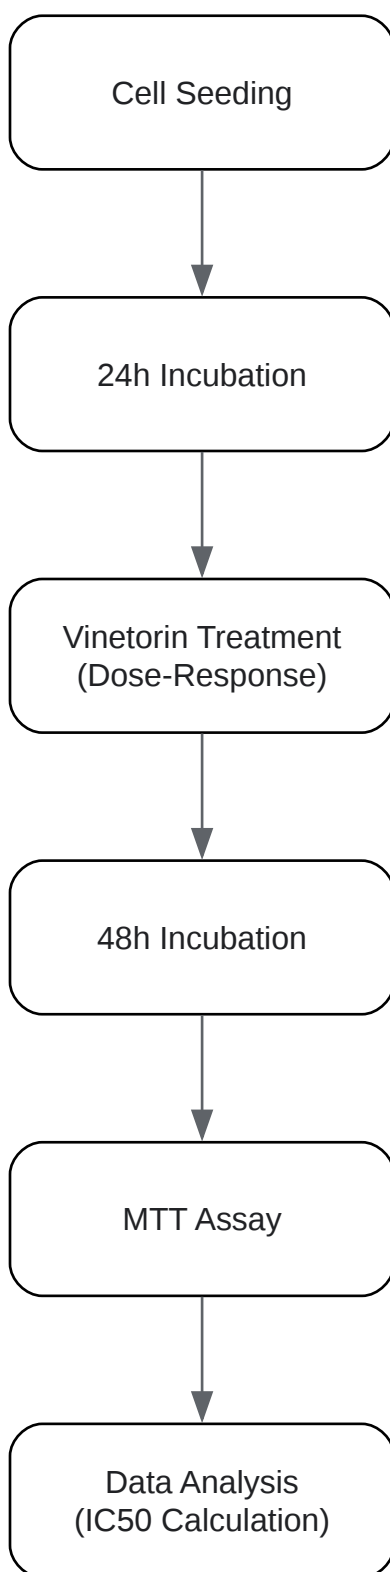 Cell Seeding
24h Incubation
Vinetorin Treatment
(Dose-Response)
48h Incubation
MTT Assay
Data Analysis
(IC50 Calculation)